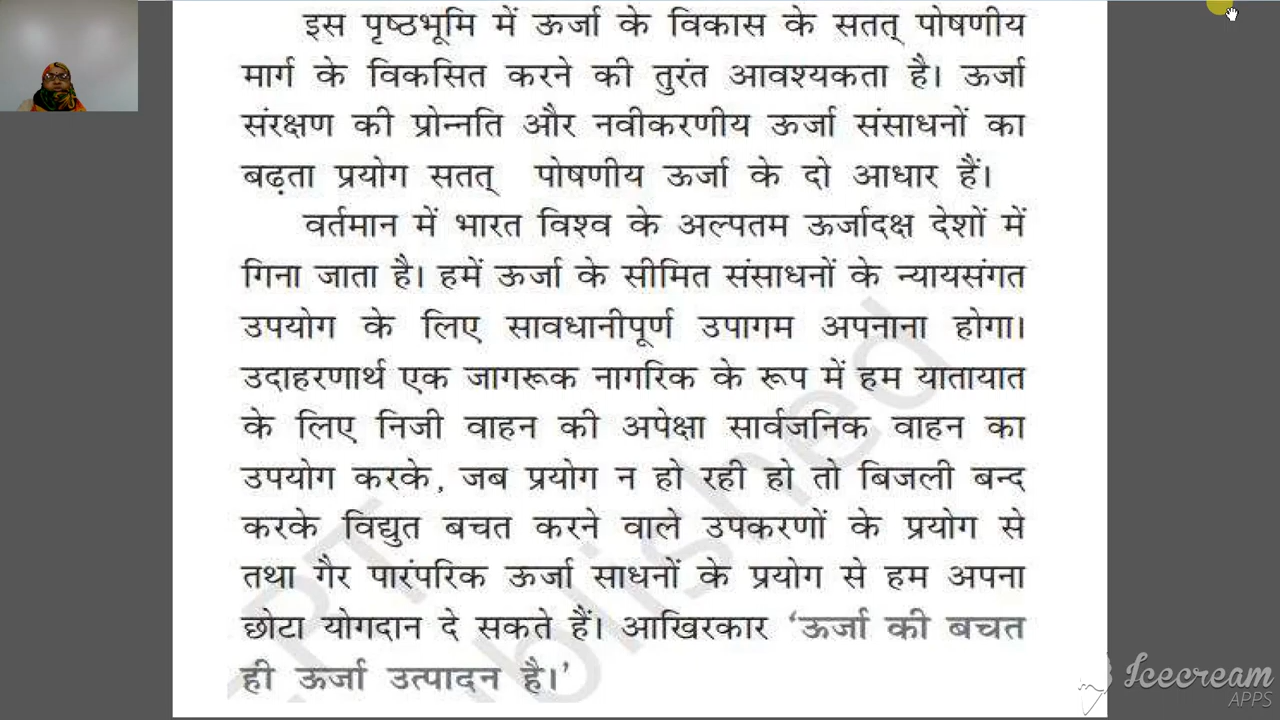 इस पृष्ठभूमि में ऊर्जा के विकास के सतत् पोषणीय
मार्ग के विकसित करने की तुरंत आवश्यकता है। ऊर्जा
संरक्षण की प्रोन्नति और नवीकरणीय ऊर्जा संसाधनों का
बढ़ता प्रयोग सतत् पोषणीय ऊर्जा के दो आधार हैं।
वर्तमान में भारत विश्व के अल्पतम ऊर्जादक्ष देशों में
गिना जाता है। हमें ऊर्जा के सीमित संसाधनों के न्यायसंगत
उपयोग के लिए सावधानीपूर्ण उपागम अपनाना होगा।
उदाहरणार्थ एक जागरूक नागरिक के रूप में हम यातायात
के लिए निजी वाहन की अपेक्षा सार्वजनिक वाहन का
उपयोग करके, जब प्रयोग न हो रही हो तो बिजली बन्द
करके विद्युत बचत करने वाले उपकरणों के प्रयोग से
तथा गैर पारंपरिक ऊर्जा साधनों के प्रयोग से हम अपना
छोटा योगदान दे सकते हैं। आखिरकार ‘ऊर्जा की बचत
ही ऊर्जा उत्पादन है।’
Icecream
APPS